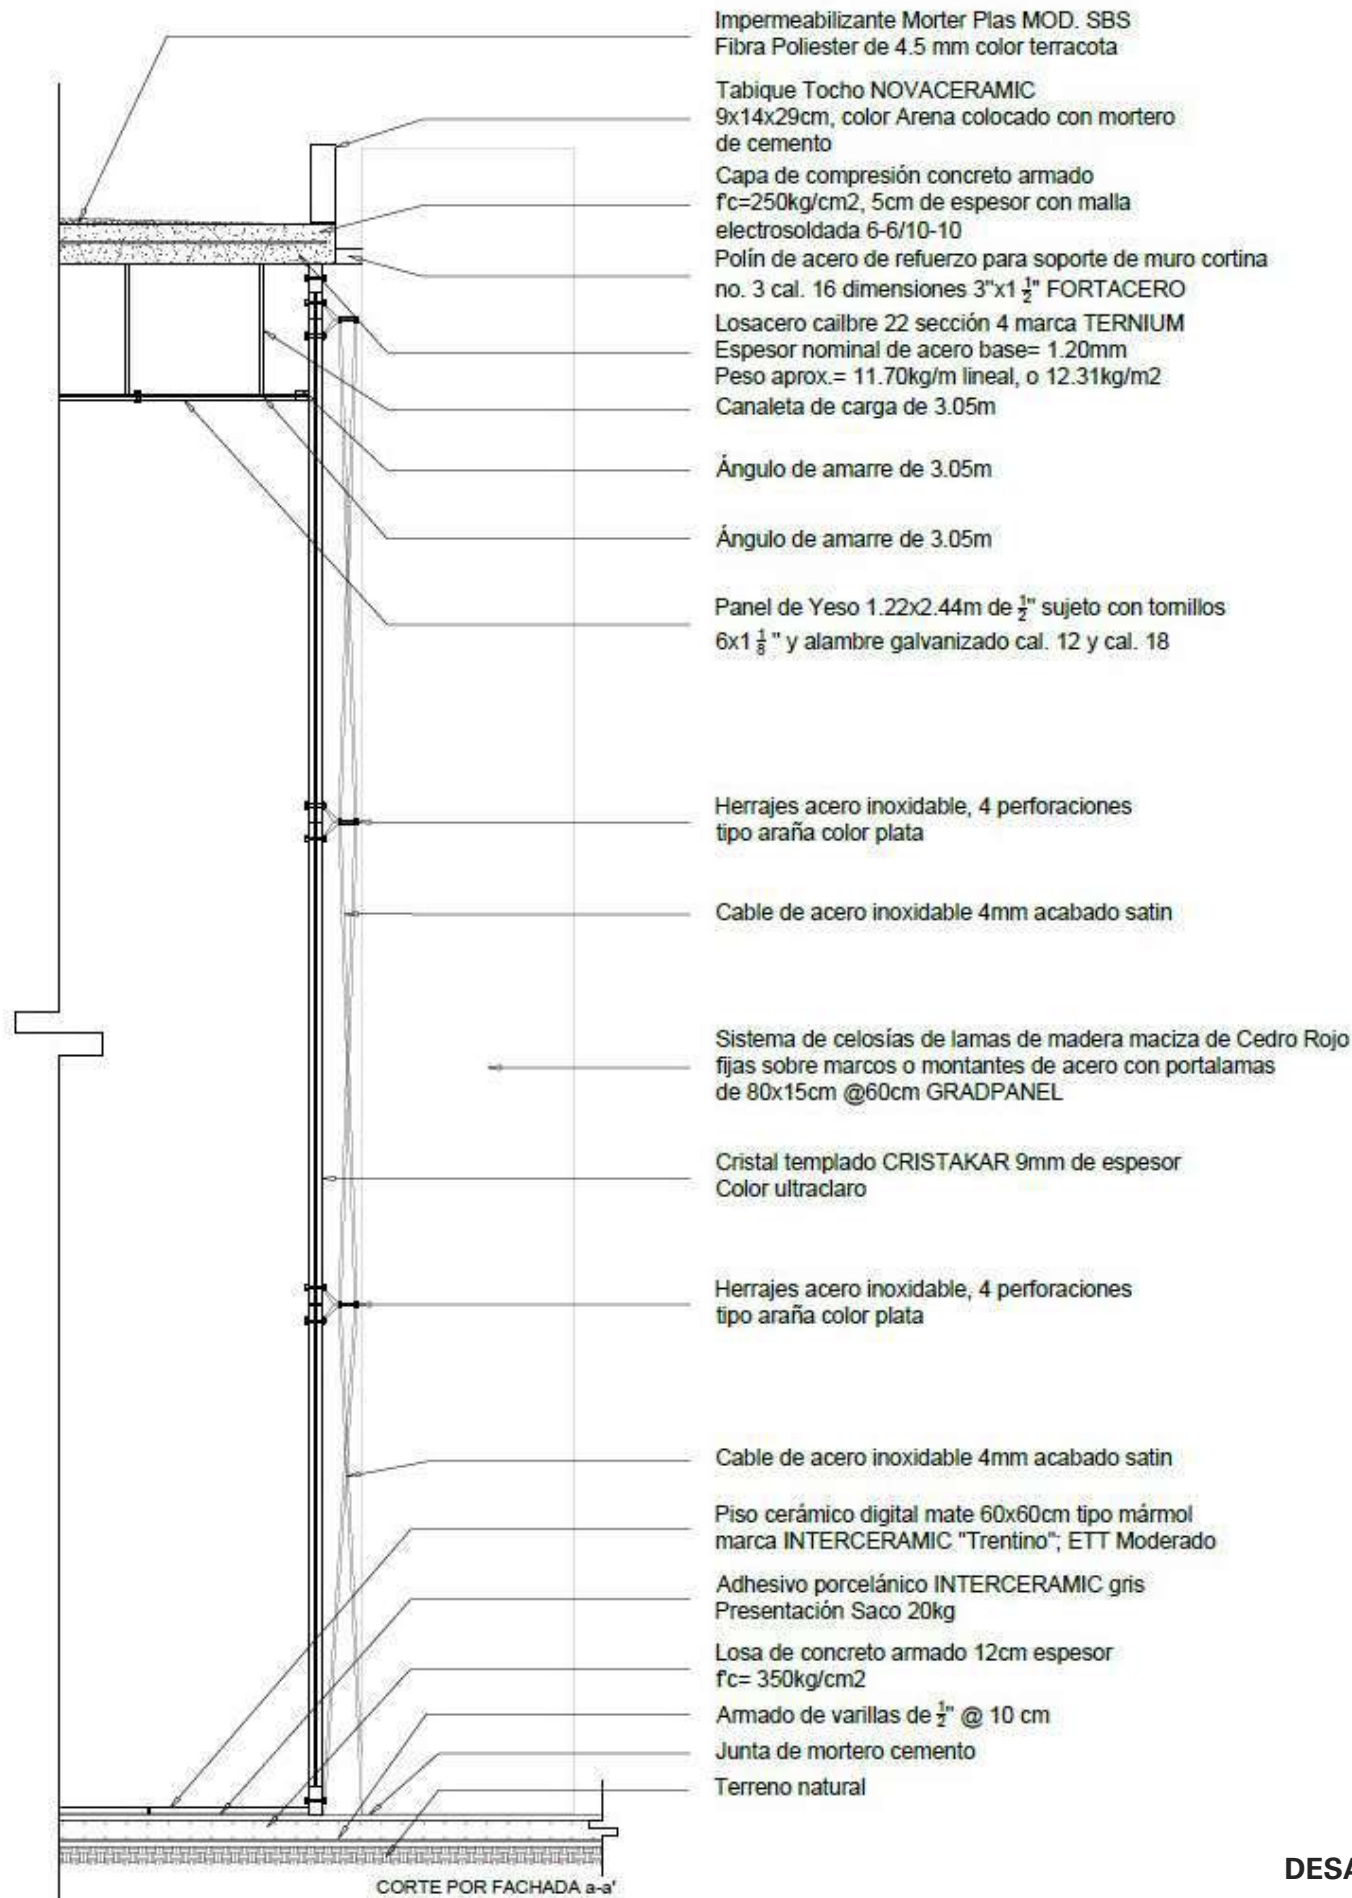 Impermeabilizante Morter Plas MOD. SBS
Fibra Poliester de 4.5 mm color terracota
Tabique Tocho NOVACERAMIC
9x14x29cm, color Arena colocado con mortero
de cemento
Capa de compresión concreto armado
f'c=250kg/cm2, 5cm de espesor con malla
electrosoldada 6-6/10-10
Polín de acero de refuerzo para soporte de muro cortina
no. 3 cal. 16 dimensiones 3"x1 1/2" FORTACERO
Losacero cailbre 22 sección 4 marca TERNIUM
Espesor nominal de acero base= 1.20mm
Peso aprox.= 11.70kg/m lineal, o 12.31kg/m2
Canaleta de carga de 3.05m
Ángulo de amarre de 3.05m
Ángulo de amarre de 3.05m
Panel de Yeso 1.22x2.44m de 1/2" sujeto con tornillos
6x1 1/8 " y alambre galvanizado cal. 12 y cal. 18
Herrajes acero inoxidable, 4 perforaciones
tipo araña color plata
Cable de acero inoxidable 4mm acabado satin
Sistema de celosías de lamas de madera maciza de Cedro Rojo
fijas sobre marcos o montantes de acero con portalamas
de 80x15cm @60cm GRADPANEL
Cristal templado CRISTAKAR 9mm de espesor
Color ultraclaro
Herrajes acero inoxidable, 4 perforaciones
tipo araña color plata
Cable de acero inoxidable 4mm acabado satin
Piso cerámico digital mate 60x60cm tipo mármol
marca INTERCERAMIC "Trentino"; ETT Moderado
Adhesivo porcelánico INTERCERAMIC gris
Presentación Saco 20kg
Losa de concreto armado 12cm espesor
f'c= 350kg/cm2
Armado de varillas de 1/2" @ 10 cm
Junta de mortero cemento
Terreno natural
DESA
CORTE POR FACHADA a-a'